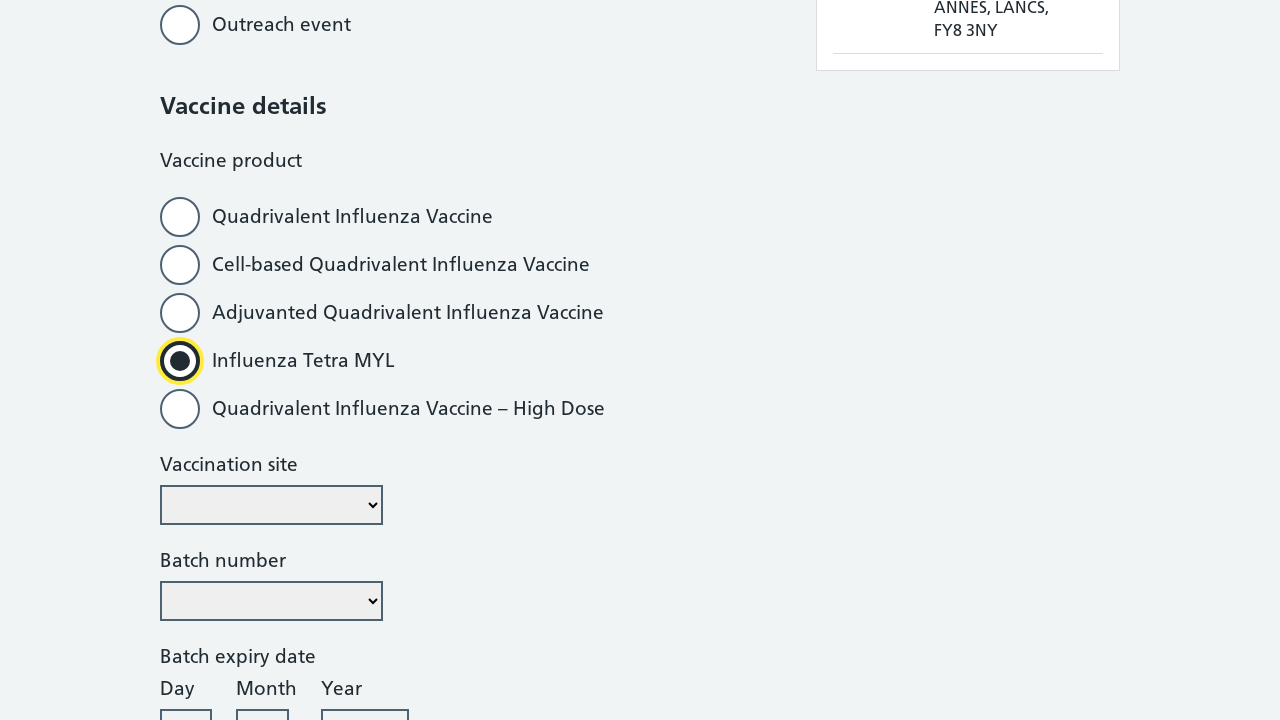 Outreach event
ANNES, LANCS,
FY8 3NY
Vaccine details
Vaccine product
Quadrivalent Influenza Vaccine
Cell-based Quadrivalent Influenza Vaccine
Adjuvanted Quadrivalent Influenza Vaccine
Influenza Tetra MYL
Quadrivalent Influenza Vaccine – High Dose
Vaccination site
Batch number
Batch expiry date
Day Month Year